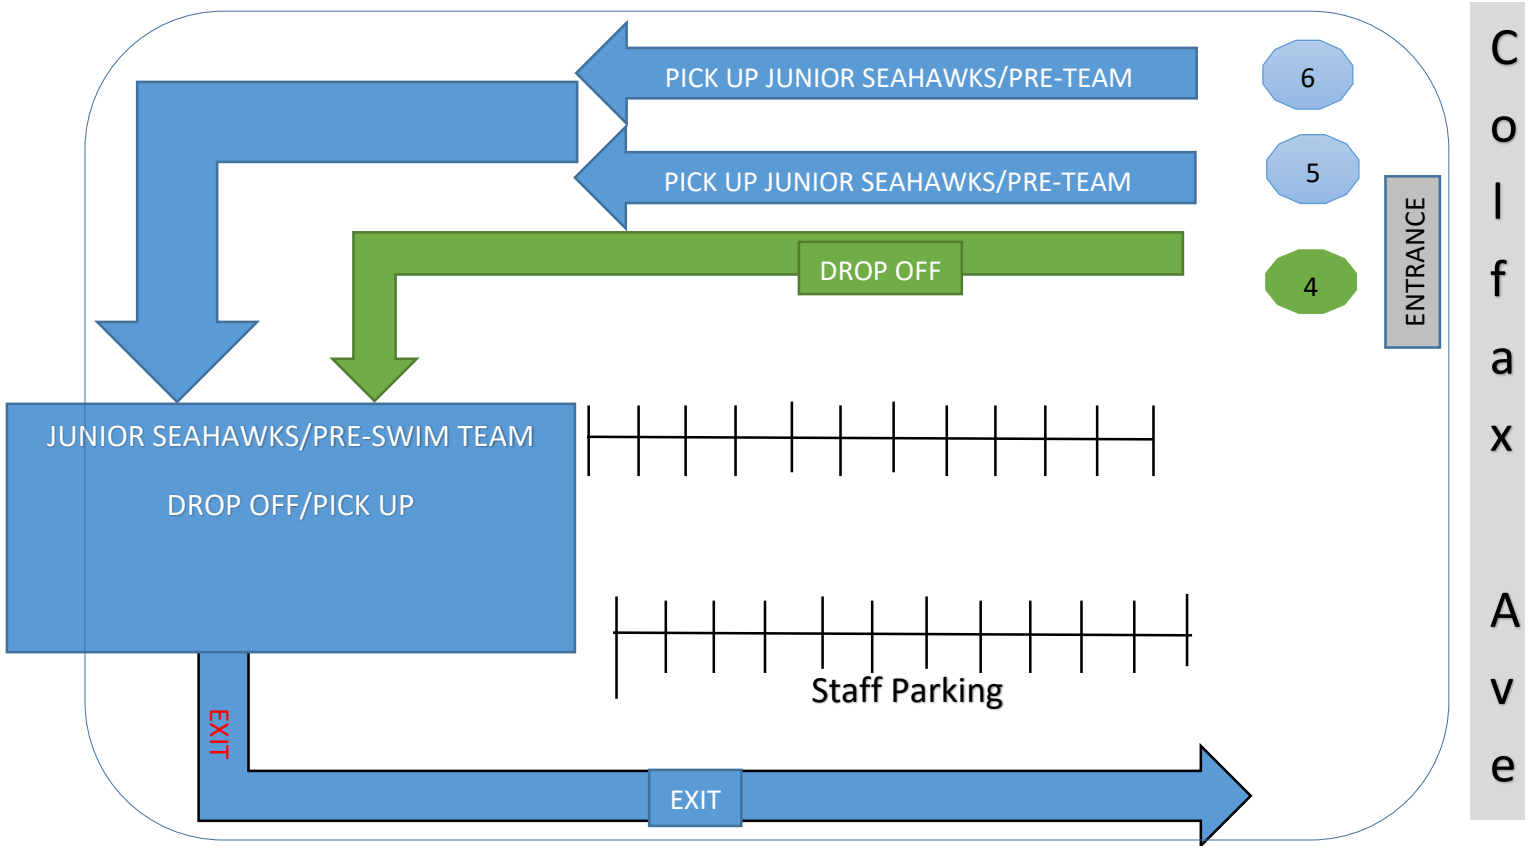 PICK UP JUNIOR SEAHAWKS/PRE-TEAM
6
PICK UP JUNIOR SEAHAWKS/PRE-TEAM
5
DROP OFF
4
ENTRANCE
Colfax Ave
JUNIOR SEAHAWKS/PRE-SWIM TEAM
DROP OFF/PICK UP
Staff Parking
EXIT
EXIT